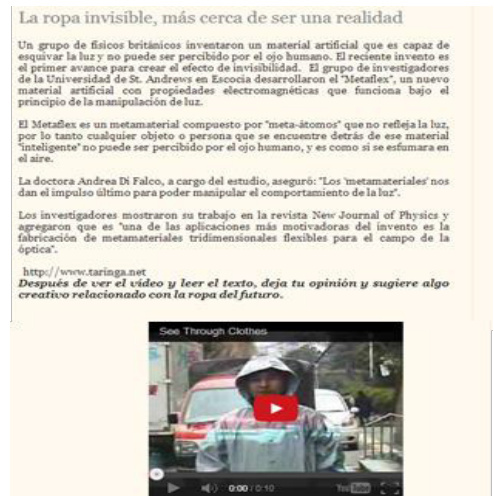 La ropa invisible, más cerca de ser una realidad
Un grupo de físicos británicos inventaron un material artificial que es capaz de
esquivar la luz y no puede ser percibido por el ojo humano. El reciente invento es
el primer avance para crear el efecto de invisibilidad. El grupo de investigadores
de la Universidad de St. Andrews en Escocia desarrollaron el "Metaflex", un nuevo
material artificial con propiedades electromagnéticas que funciona bajo el
principio de la manipulación de luz.
El Metaflex es un metamaterial compuesto por "meta-átomos" que no refleja la luz,
por lo tanto cualquier objeto o persona que se encuentre detrás de ese material
"inteligente" no puede ser percibido por el ojo humano, y es como si se esfumara en
el aire.
La doctora Andrea Di Falco, a cargo del estudio, aseguró: "Los 'metamateriales' nos
dan el impulso último para poder manipular el comportamiento de la luz".
Los investigadores mostraron su trabajo en la revista New Journal of Physics y
agregaron que es "una de las aplicaciones más motivadoras del invento es la
fabricación de metamateriales tridimensionales flexibles para el campo de la
óptica".
http://www.taringa.net
Después de ver el vídeo y leer el texto, deja tu opinión y sugiere algo
creativo relacionado con la ropa del futuro.
See Through Clothes
0:00 / 0:10 YouTube